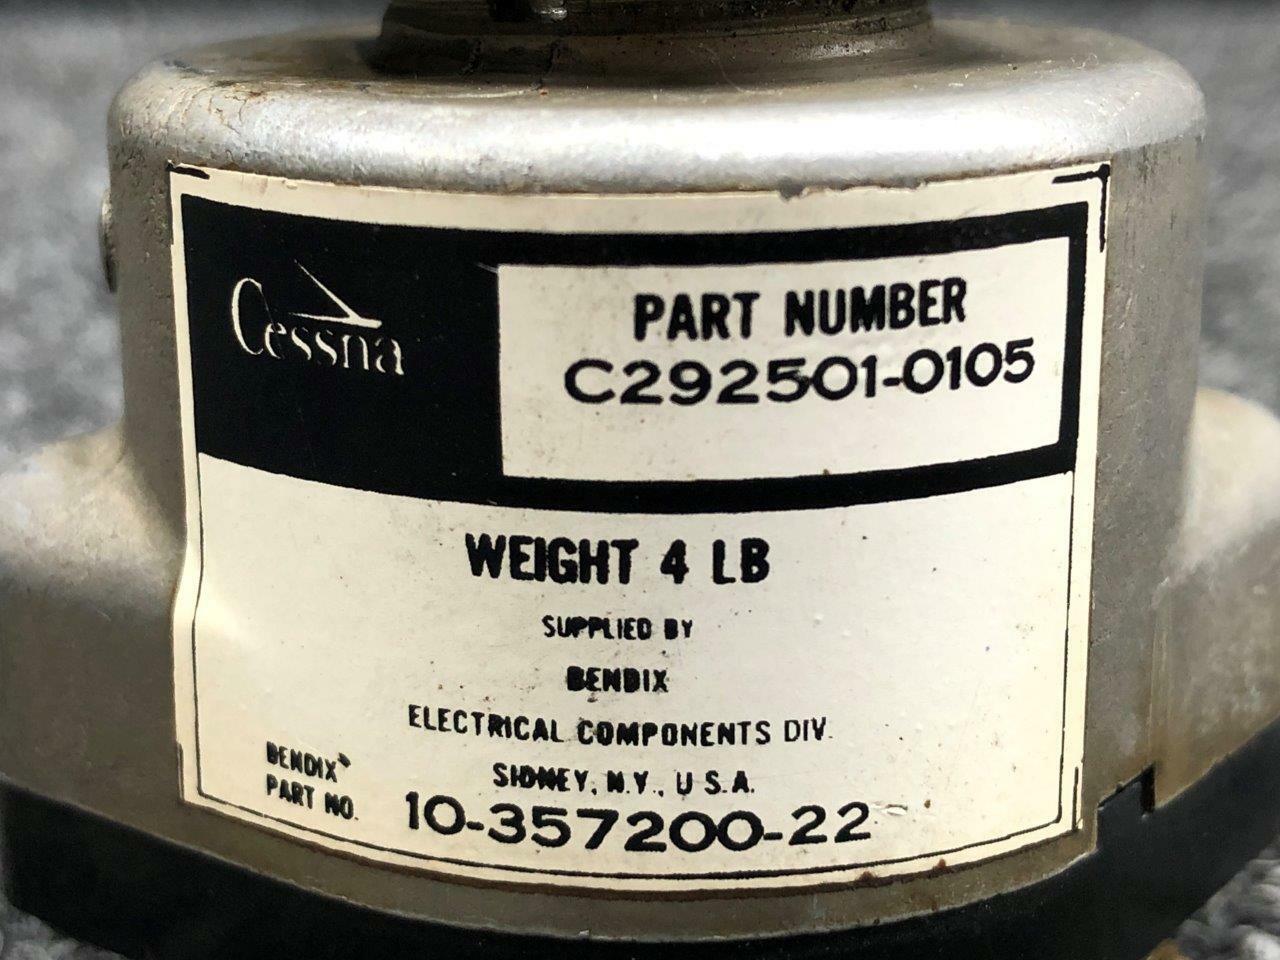 Cessna
PART NUMBER
C292501-0105
WEIGHT 4 LB
SUPPLIED BY
BENDIX
ELECTRICAL COMPONENTS DIV.
SIDNEY, N.Y., U.S.A.
BENDIX
PART NO. 10-357200-22